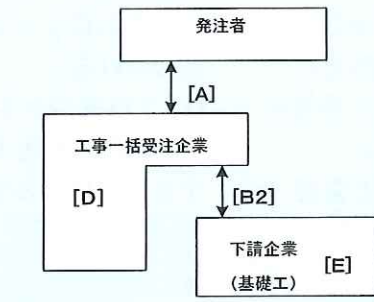 発注者
[A]
工事一括受注企業
[D]
[B2]
下請企業
[E]
(基礎工)